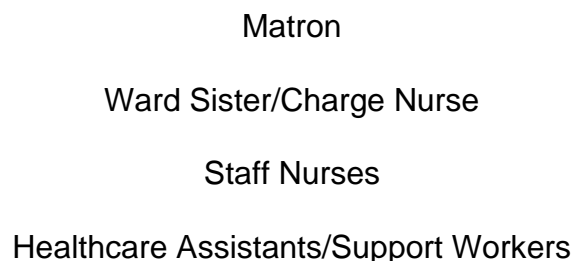 Matron
Ward Sister/Charge Nurse
Staff Nurses
Healthcare Assistants/Support Workers